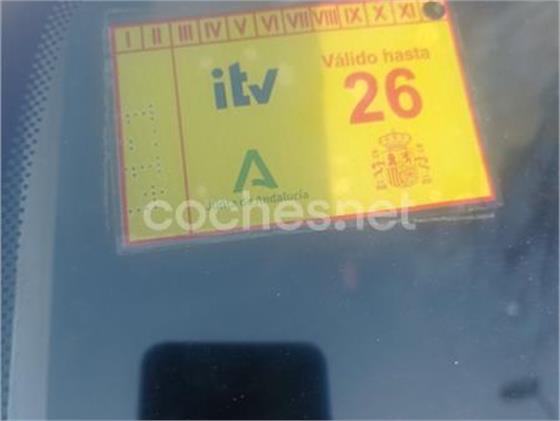 I II III IV V VI VII VIII IX X XI
itv
Válido hasta
26
Junta de Andalucía
coches.net